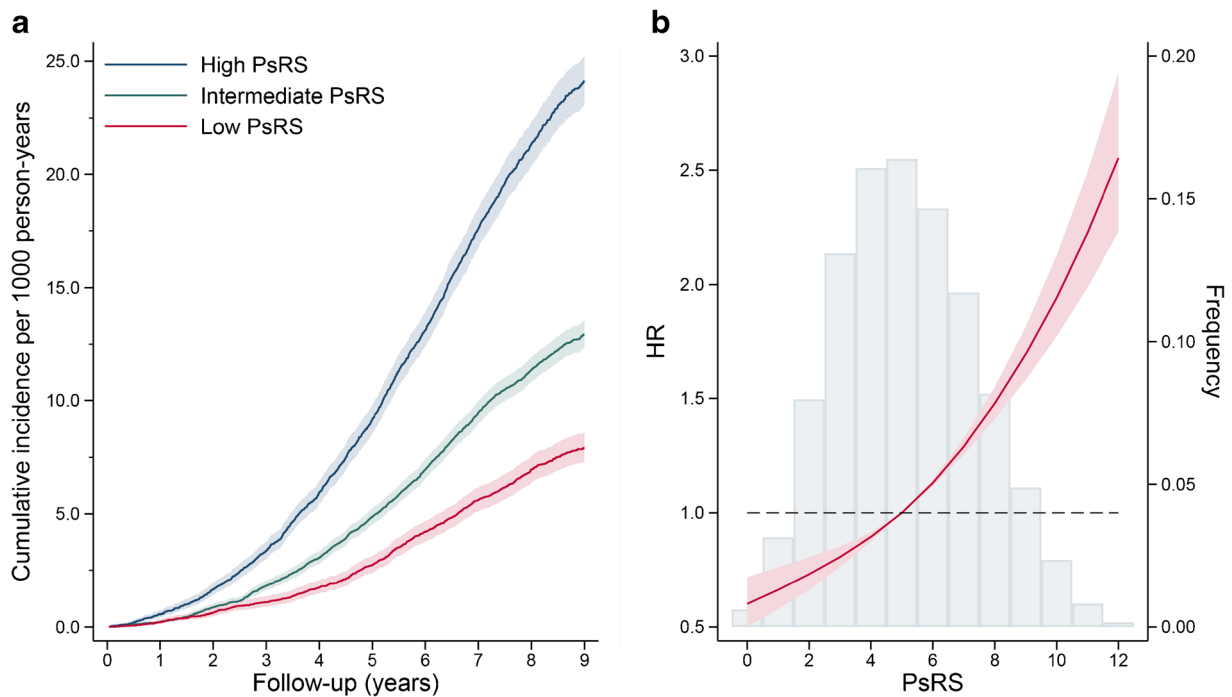 a
Cumulative incidence per 1000 person-years
25.0
20.0
15.0
10.0
5.0
0.0
High PsRS
Intermediate PsRS
Low PsRS
0 1 2 3 4 5 6 7 8 9
Follow-up (years)
b
HR
3.0
2.5
2.0
1.5
1.0
0.5
0 2 4 6 8 10 12
PsRS
0.20
0.15
0.10
0.05
0.00
Frequency